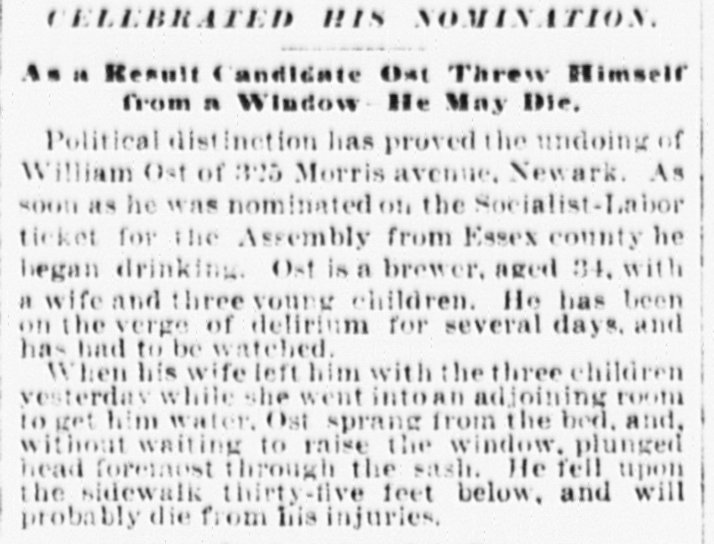 CELEBRATED HIS NOMINATION.
As a Result Candidate Ost Threw Himself
from a Window—He May Die.
Political distinction has proved the undoing of
William Ost of 325 Morris avenue, Newark. As
soon as he was nominated on the Socialist-Labor
ticket for the Assembly from Essex county he
began drinking. Ost is a brewer, aged 34, with
a wife and three young children. He has been
on the verge of delirium for several days, and
has had to be watched.
When his wife left him with the three children
yesterday while she went into an adjoining room
to get him water, Ost sprang from the bed, and,
without waiting to raise the window, plunged
head foremost through the sash. He fell upon
the sidewalk thirty-five feet below, and will
probably die from his injuries.